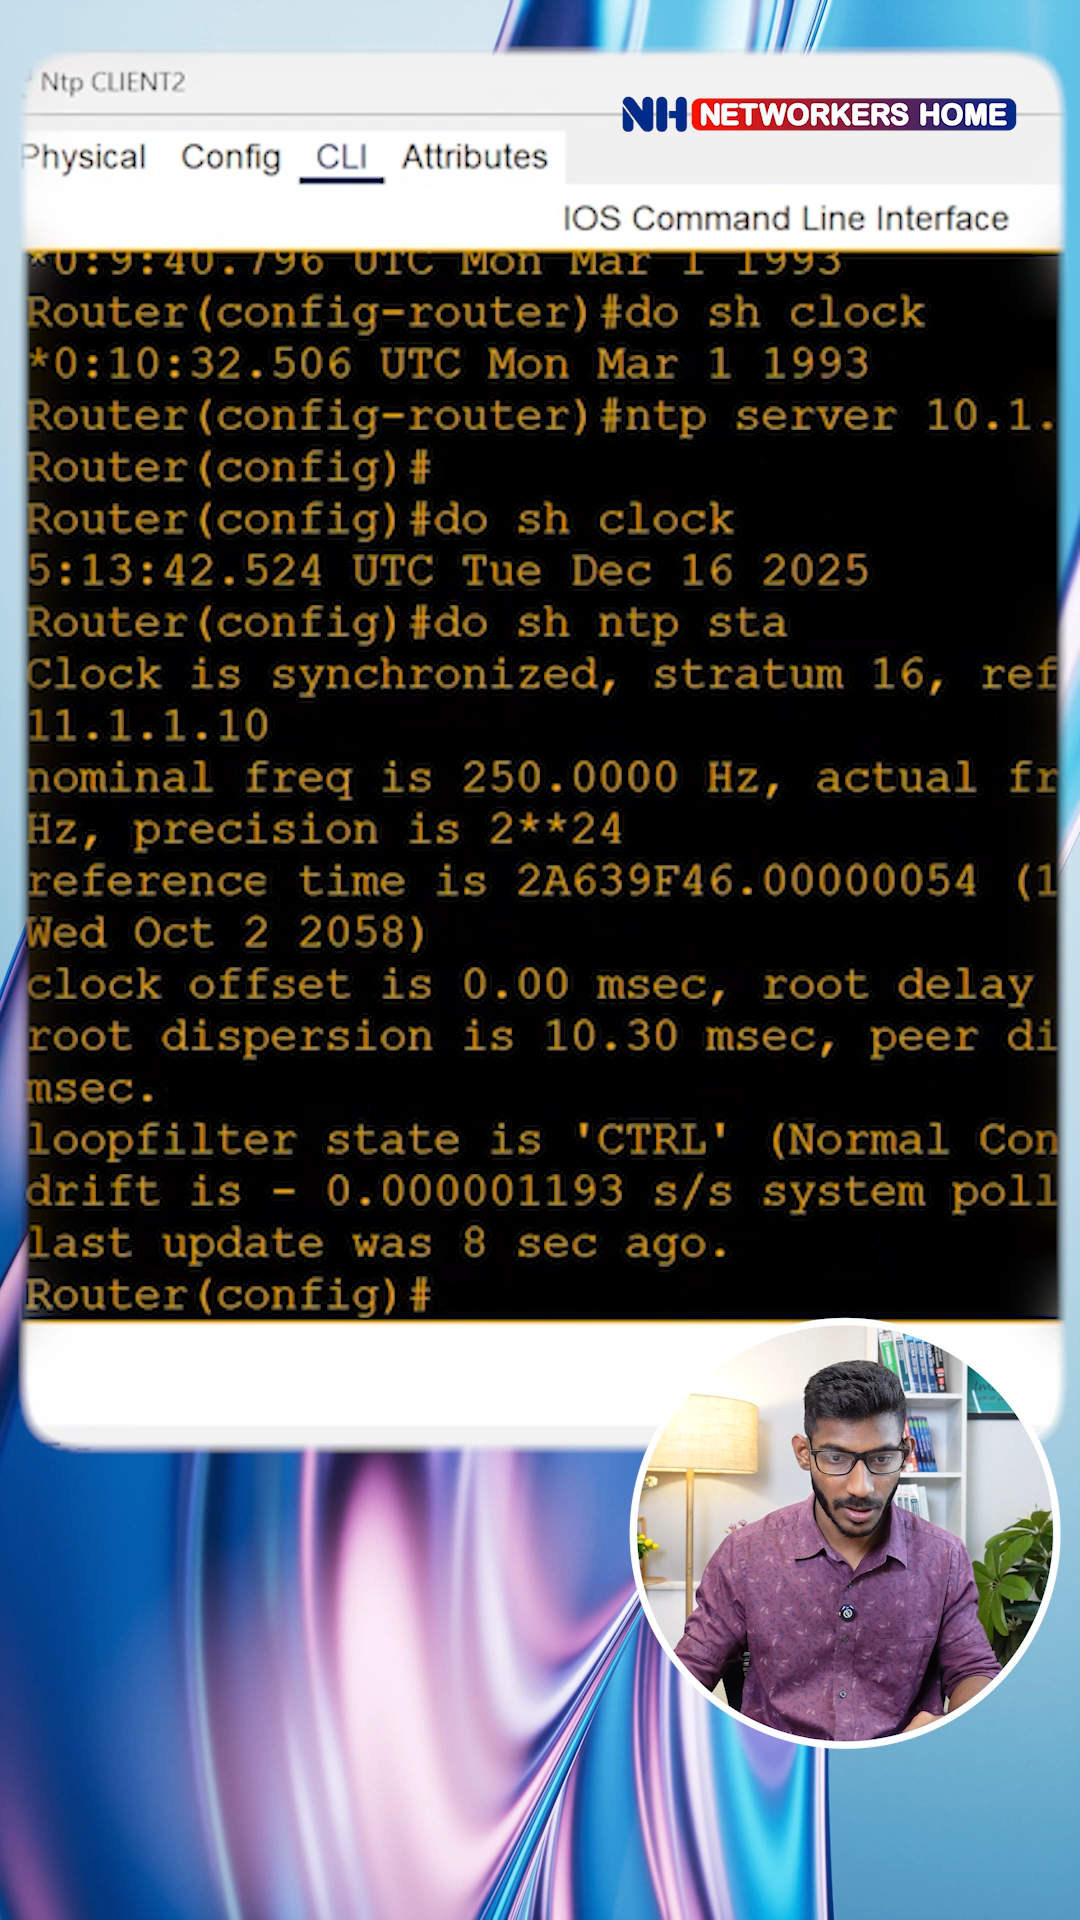 Ntp CLIENT2
NH NETWORKERS HOME
Physical Config CLI Attributes
IOS Command Line Interface
*0:9:40.796 UTC Mon Mar 1 1993
Router(config-router)#do sh clock
*0:10:32.506 UTC Mon Mar 1 1993
Router(config-router)#ntp server 10.1.
Router(config)#
Router(config)#do sh clock
5:13:42.524 UTC Tue Dec 16 2025
Router(config)#do sh ntp sta
Clock is synchronized, stratum 16, ref
11.1.1.10
nominal freq is 250.0000 Hz, actual fr
Hz, precision is 2**24
reference time is 2A639F46.00000054 (1
Wed Oct 2 2058)
clock offset is 0.00 msec, root delay
root dispersion is 10.30 msec, peer di
msec.
loopfilter state is 'CTRL' (Normal Con
drift is - 0.000001193 s/s system poll
last update was 8 sec ago.
Router(config)#